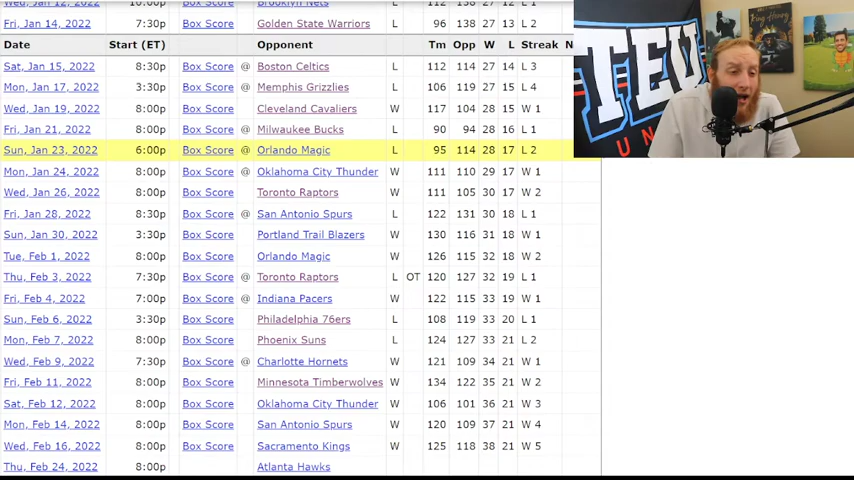 Wed, Jan 12, 2022 10:00p Box Score Brooklyn Nets L 112 138 27 12 L 1
Fri, Jan 14, 2022 7:30p Box Score Golden State Warriors L 96 138 27 13 L 2
Date Start (ET) Opponent Tm Opp W L Streak N
Sat, Jan 15, 2022 8:30p Box Score @ Boston Celtics L 112 114 27 14 L 3
Mon, Jan 17, 2022 3:30p Box Score @ Memphis Grizzlies L 106 119 27 15 L 4
Wed, Jan 19, 2022 8:00p Box Score Cleveland Cavaliers W 117 104 28 15 W 1
Fri, Jan 21, 2022 8:00p Box Score @ Milwaukee Bucks L 90 94 28 16 L 1
Sun, Jan 23, 2022 6:00p Box Score @ Orlando Magic L 95 114 28 17 L 2
Mon, Jan 24, 2022 8:00p Box Score @ Oklahoma City Thunder W 111 110 29 17 W 1
Wed, Jan 26, 2022 8:00p Box Score Toronto Raptors W 111 105 30 17 W 2
Fri, Jan 28, 2022 8:30p Box Score @ San Antonio Spurs L 122 131 30 18 L 1
Sun, Jan 30, 2022 3:30p Box Score Portland Trail Blazers W 130 116 31 18 W 1
Tue, Feb 1, 2022 8:00p Box Score Orlando Magic W 126 115 32 18 W 2
Thu, Feb 3, 2022 7:30p Box Score @ Toronto Raptors L OT 120 127 32 19 L 1
Fri, Feb 4, 2022 7:00p Box Score @ Indiana Pacers W 122 115 33 19 W 1
Sun, Feb 6, 2022 3:30p Box Score Philadelphia 76ers L 108 119 33 20 L 1
Mon, Feb 7, 2022 8:00p Box Score Phoenix Suns L 124 127 33 21 L 2
Wed, Feb 9, 2022 7:30p Box Score @ Charlotte Hornets W 121 109 34 21 W 1
Fri, Feb 11, 2022 8:00p Box Score Minnesota Timberwolves W 134 122 35 21 W 2
Sat, Feb 12, 2022 8:00p Box Score Oklahoma City Thunder W 106 101 36 21 W 3
Mon, Feb 14, 2022 8:00p Box Score San Antonio Spurs W 120 109 37 21 W 4
Wed, Feb 16, 2022 8:00p Box Score Sacramento Kings W 125 118 38 21 W 5
Thu, Feb 24, 2022 8:00p Atlanta Hawks
TEU
UN
King Henry